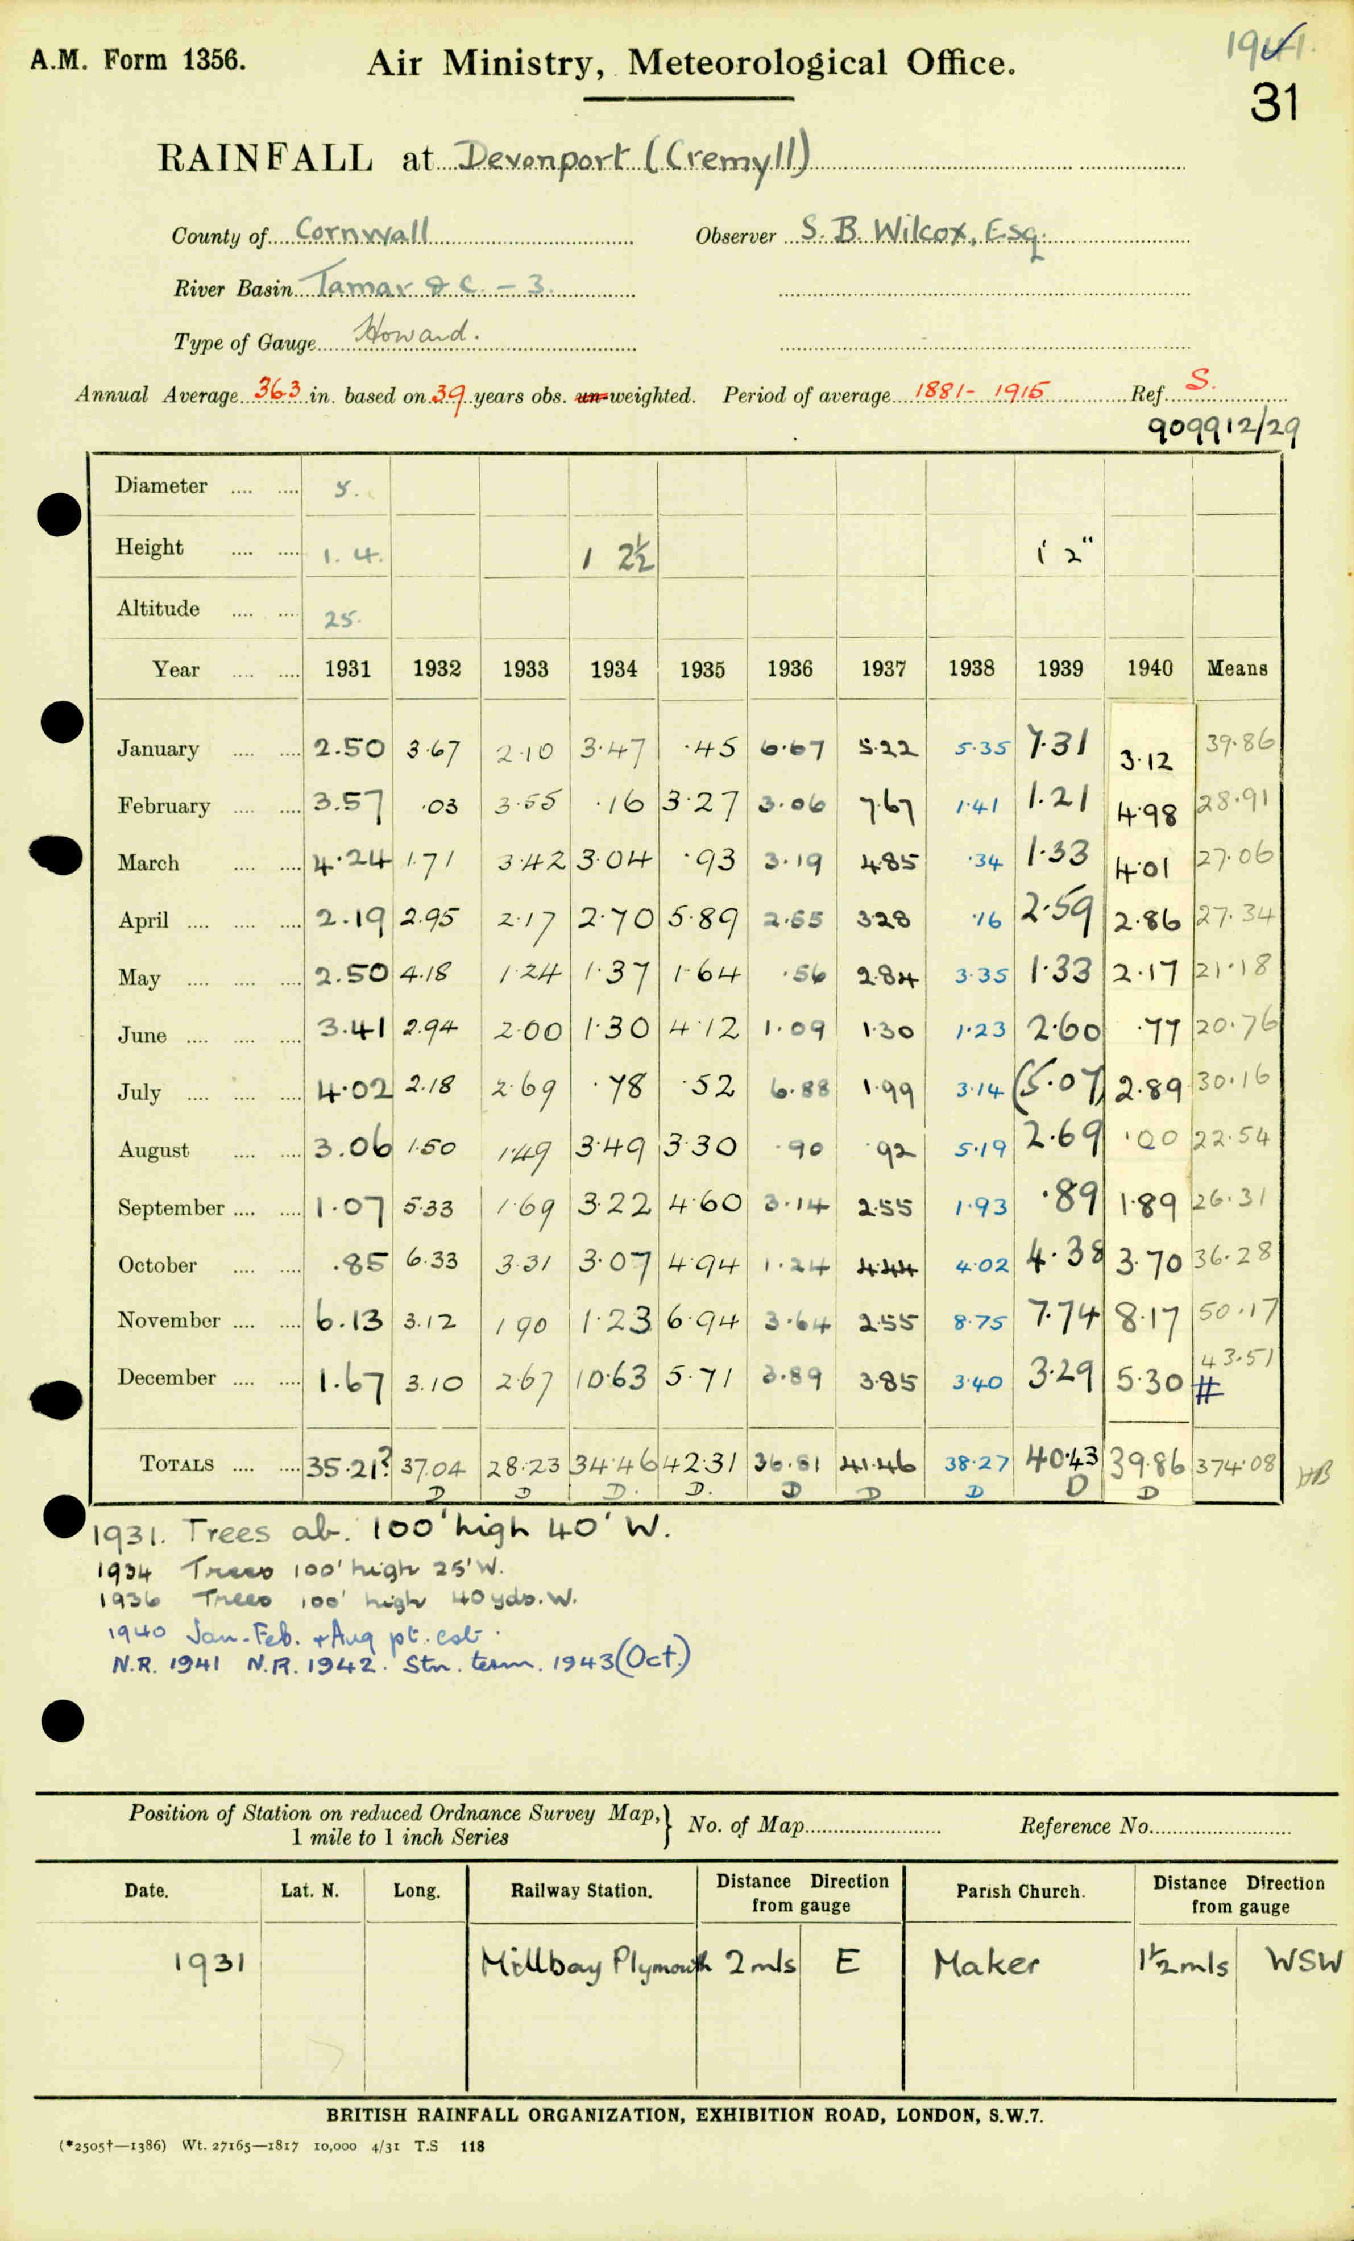 A.M. Form 1356. Air Ministry, Meteorological Office. 1941.
31
RAINFALL at Devonport (Cremyll)
County of Cornwall Observer S. B. Wilcox, Esq.
River Basin Tamar & C. – 3.
Type of Gauge Howard.
Annual Average 36.3 in. based on 39 years obs. un-weighted. Period of average 1881 - 1915 Ref. S.
909912/29
Diameter 5.
Height 1. 4. 1 2½ 1' 2"
Altitude 25.
Year 1931 1932 1933 1934 1935 1936 1937 1938 1939 1940 Means
January 2.50 3.67 2.10 3.47 .45 6.67 5.22 5.35 7.31 3.12 39.86
February 3.57 .03 3.55 .16 3.27 3.06 7.67 1.41 1.21 4.98 28.91
March 4.24 1.71 3.42 3.04 .93 3.19 4.85 .34 1.33 4.01 27.06
April 2.19 2.95 2.17 2.70 5.89 2.55 3.28 .16 2.59 2.86 27.34
May 2.50 4.18 1.24 1.37 1.64 .56 2.84 3.35 1.33 2.17 21.18
June 3.41 2.94 2.00 1.30 4.12 1.09 1.30 1.23 2.60 .77 20.76
July 4.02 2.18 2.69 .78 .52 6.88 1.99 3.14 (5.07) 2.89 30.16
August 3.06 1.50 1.49 3.49 3.30 .90 .92 5.19 2.69 .00 22.54
September 1.07 5.33 1.69 3.22 4.60 3.14 2.55 1.93 .89 1.89 26.31
October .85 6.33 3.31 3.07 4.94 1.24 4.44 4.02 4.38 3.70 36.28
November 6.13 3.12 1 90 1.23 6.94 3.64 2.55 8.75 7.74 8.17 50.17
December 1.67 3.10 2.67 10.63 5.71 3.89 3.85 3.40 3.29 5.30 43.51
#
TOTALS 35.21? 37.04 28.23 34.46 42.31 36.81 41.46 38.27 40.43 39.86 374.08 HB
D D D. D. D D D D D
1931. Trees ab. 100' high 40' W.
1934 Trees 100' high 25' W.
1936 Trees 100' high 40 yds. W.
1940 Jan. Feb. + Aug pt. est.
N.R. 1941 N.R. 1942. Stn. term. 1943 (Oct.)
Position of Station on reduced Ordnance Survey Map, } No. of Map Reference No.
1 mile to 1 inch Series
Date. Lat. N. Long. Railway Station. Distance Direction from gauge Parish Church. Distance Direction from gauge
1931 Millbay Plymouth 2 mls E Maker 1½ mls WSW
BRITISH RAINFALL ORGANIZATION, EXHIBITION ROAD, LONDON, S.W.7.
(*2505†—1386) Wt. 27165—1817 10,000 4/31 T.S 118